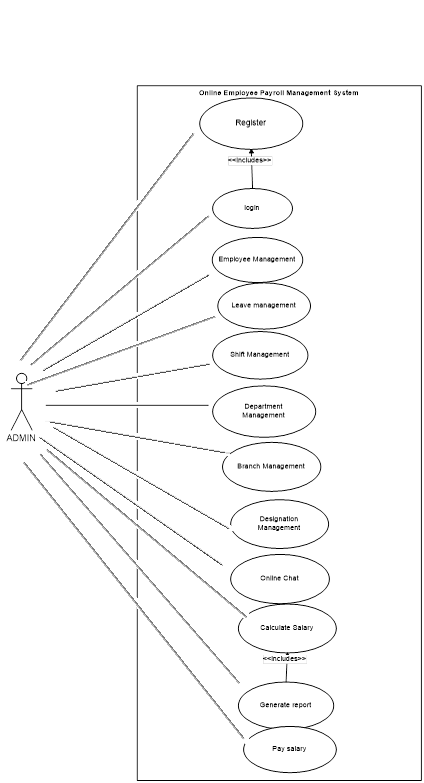 Online Employee Payroll Management System
Register
<<includes>>
login
Employee Management
Leave management
Shift Management
Department
Management
ADMIN
Branch Management
Designation
Management
Online Chat
Calculate Salary
<<includes>>
Generate report
Pay salary